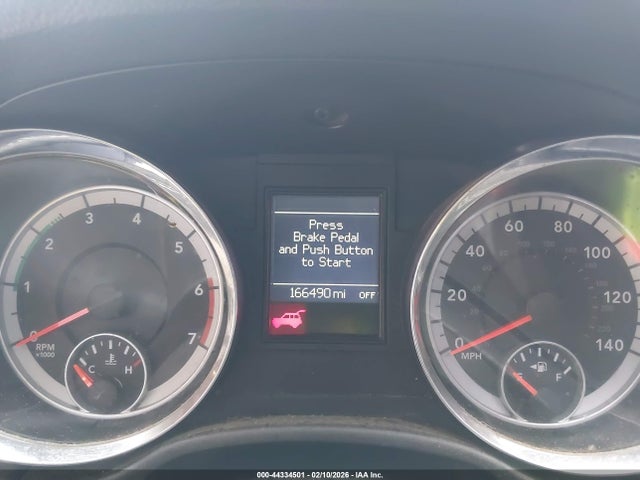 0 1 2 3 4 5 6 7
RPM
x1000
C H
Press
Brake Pedal
and Push Button
to Start
166490 mi OFF
0 20 40 60 80 100 120 140
MPH
E F
000-44334501 - 02/10/2026 - IAA Inc.